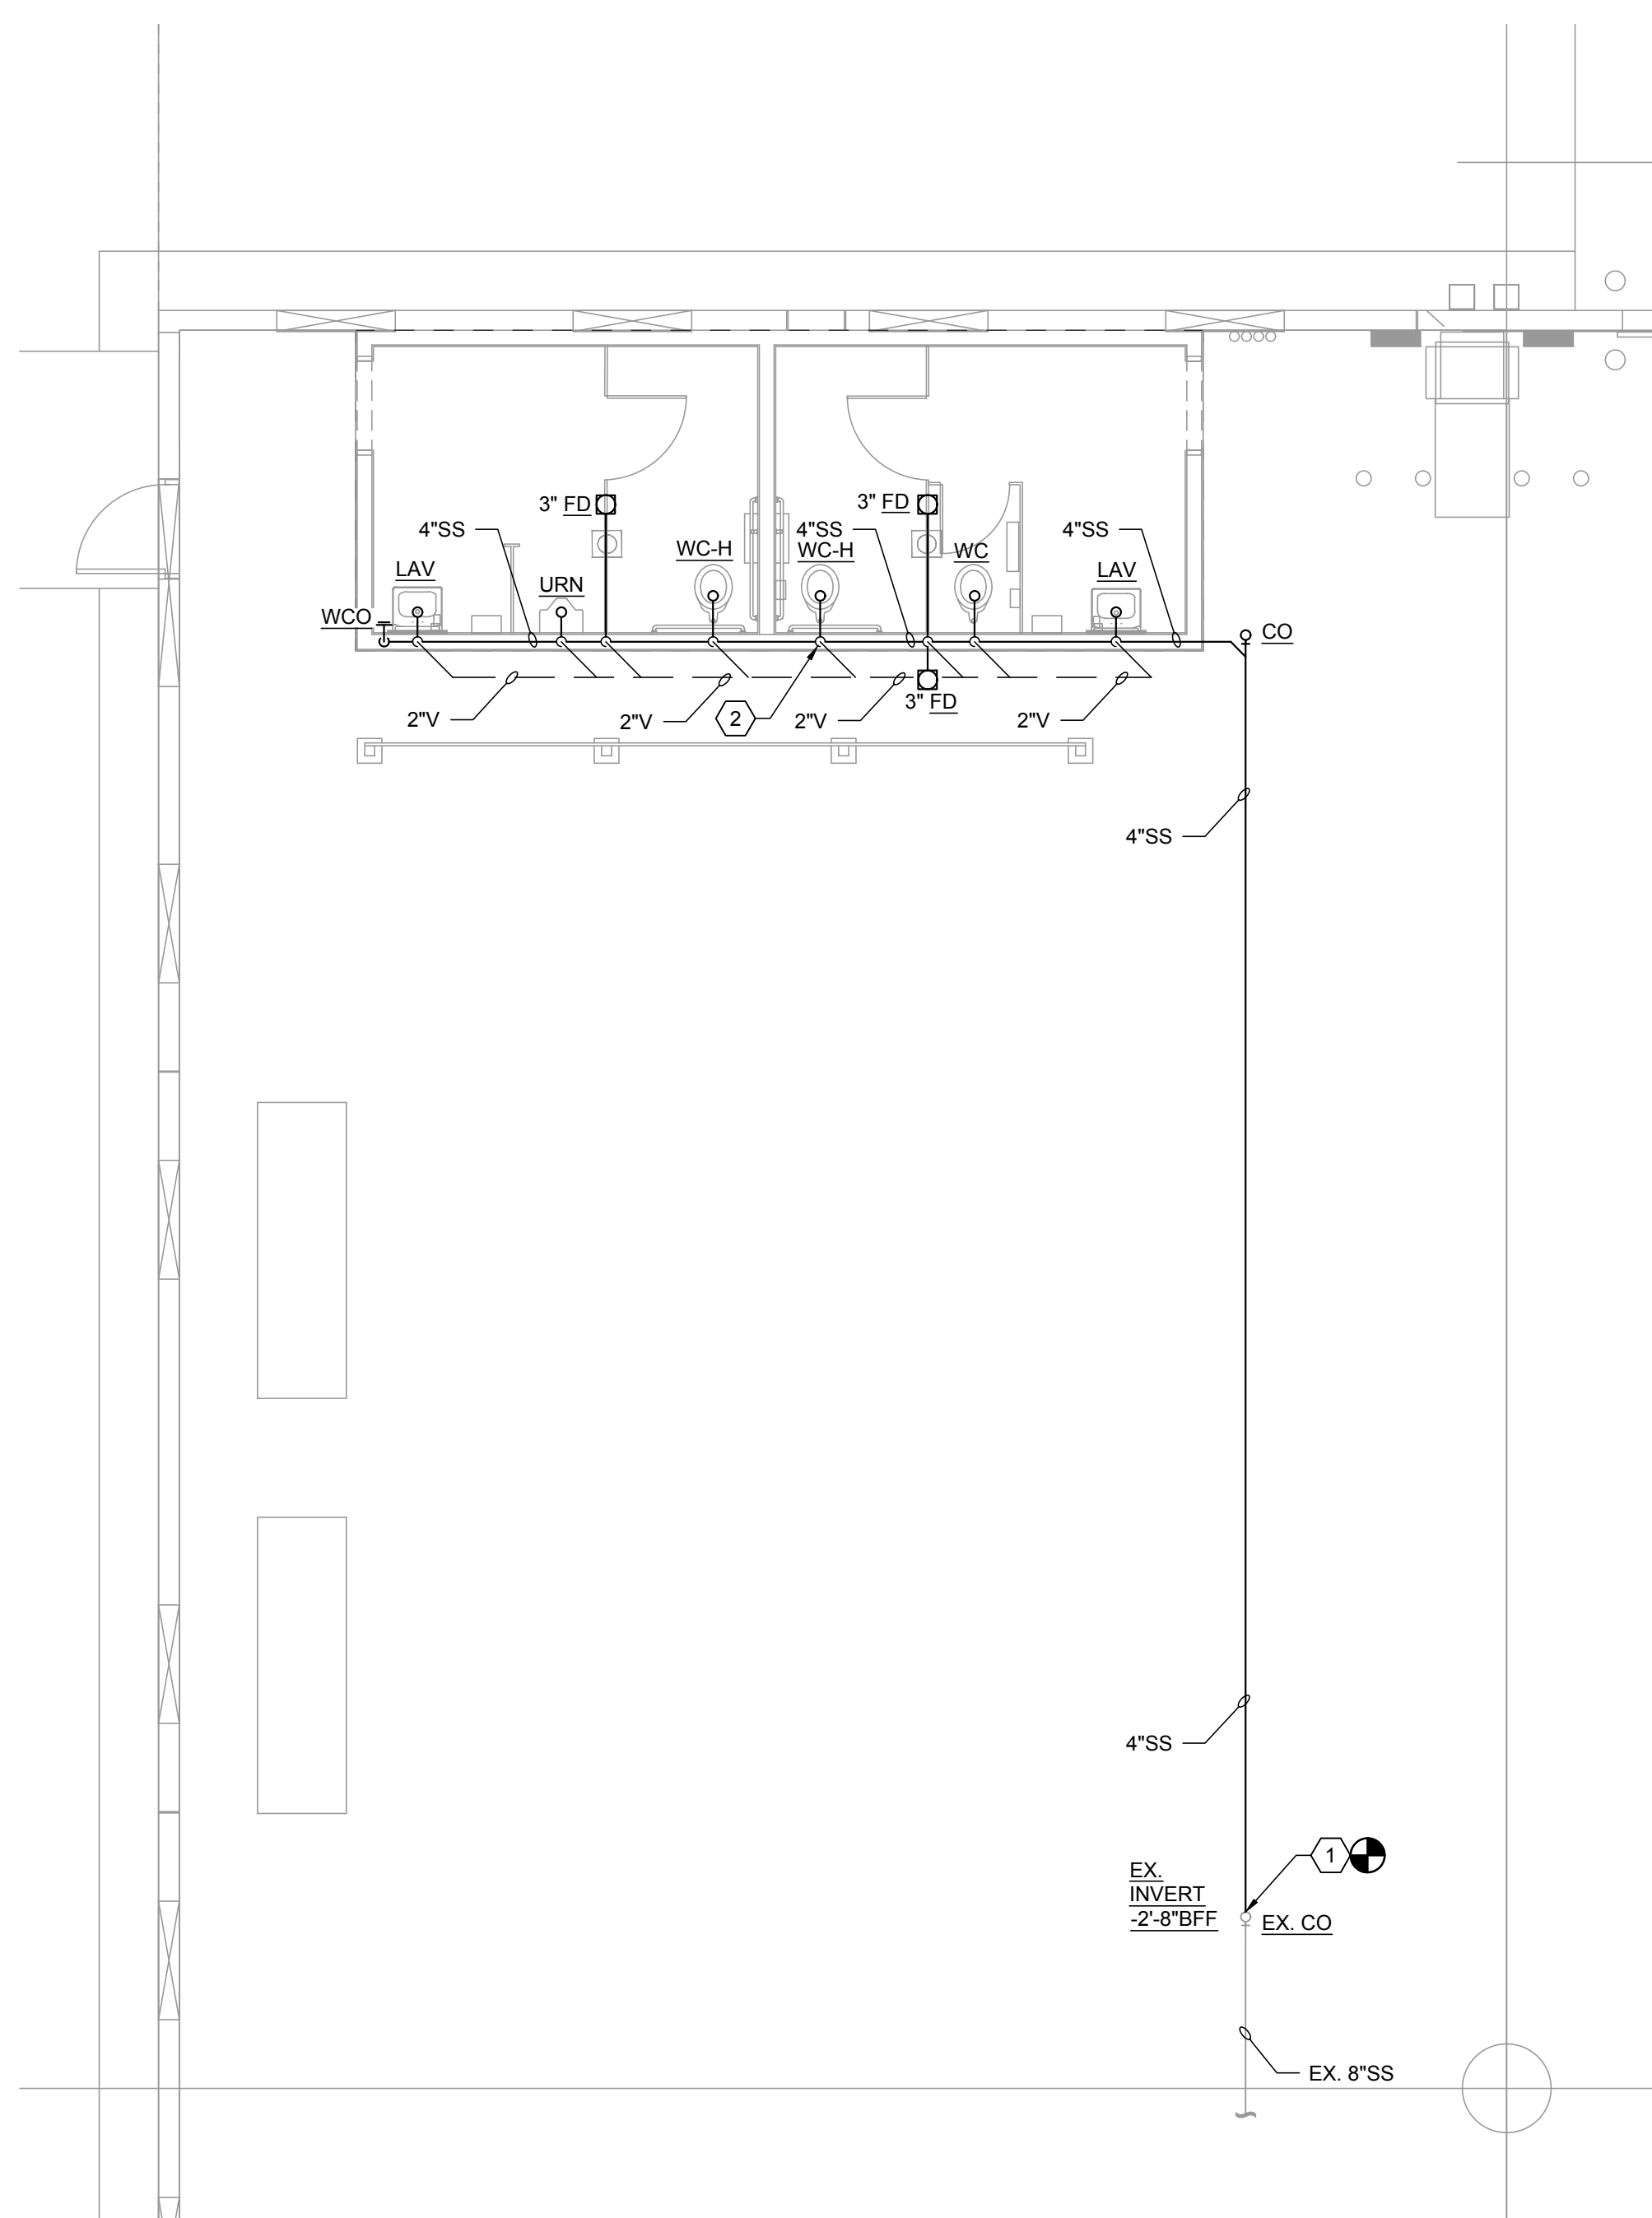 3" FD
3" FD
4"SS
4"SS
4"SS
WC-H
WC-H
WC
LAV
LAV
URN
WCO
CO
3" FD
2"V
2"V
2
2"V
2"V
4"SS
4"SS
1
EX.
INVERT
-2'-8"BFF
EX. CO
EX. 8"SS